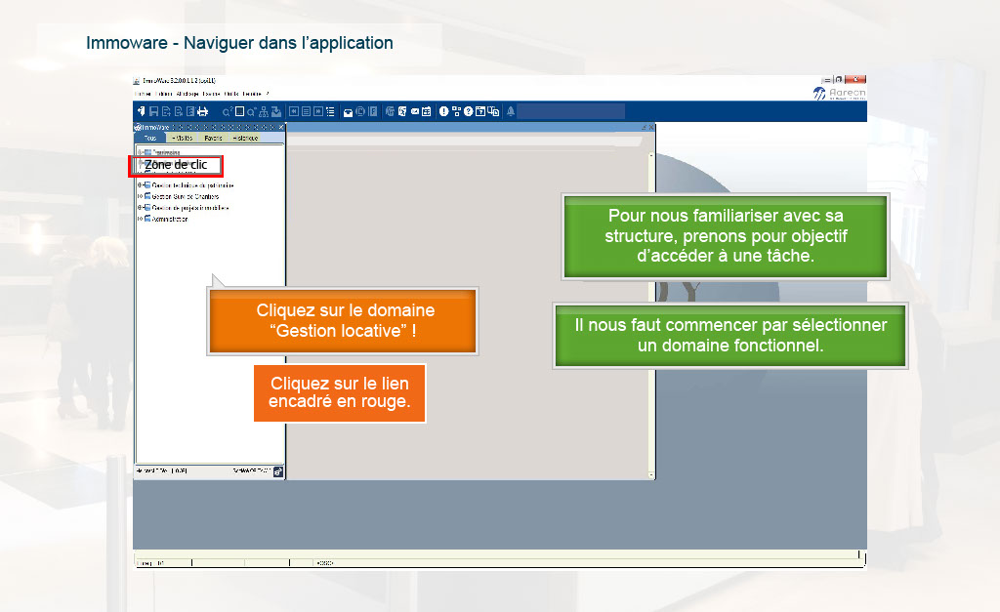 Immoware - Naviguer dans l’application
ImmoWare
Aareon
ImmoWare
Tous + Visités Favoris Historique
Patrimoine
Zone de clic
Gestion technique du patrimoine
Gestion Suivi de Chantiers
Gestion de projets immobiliers
Administration
Pour nous familiariser avec sa
structure, prenons pour objectif
d’accéder à une tâche.
Cliquez sur le domaine
“Gestion locative” !
Il nous faut commencer par sélectionner
un domaine fonctionnel.
Cliquez sur le lien
encadré en rouge.